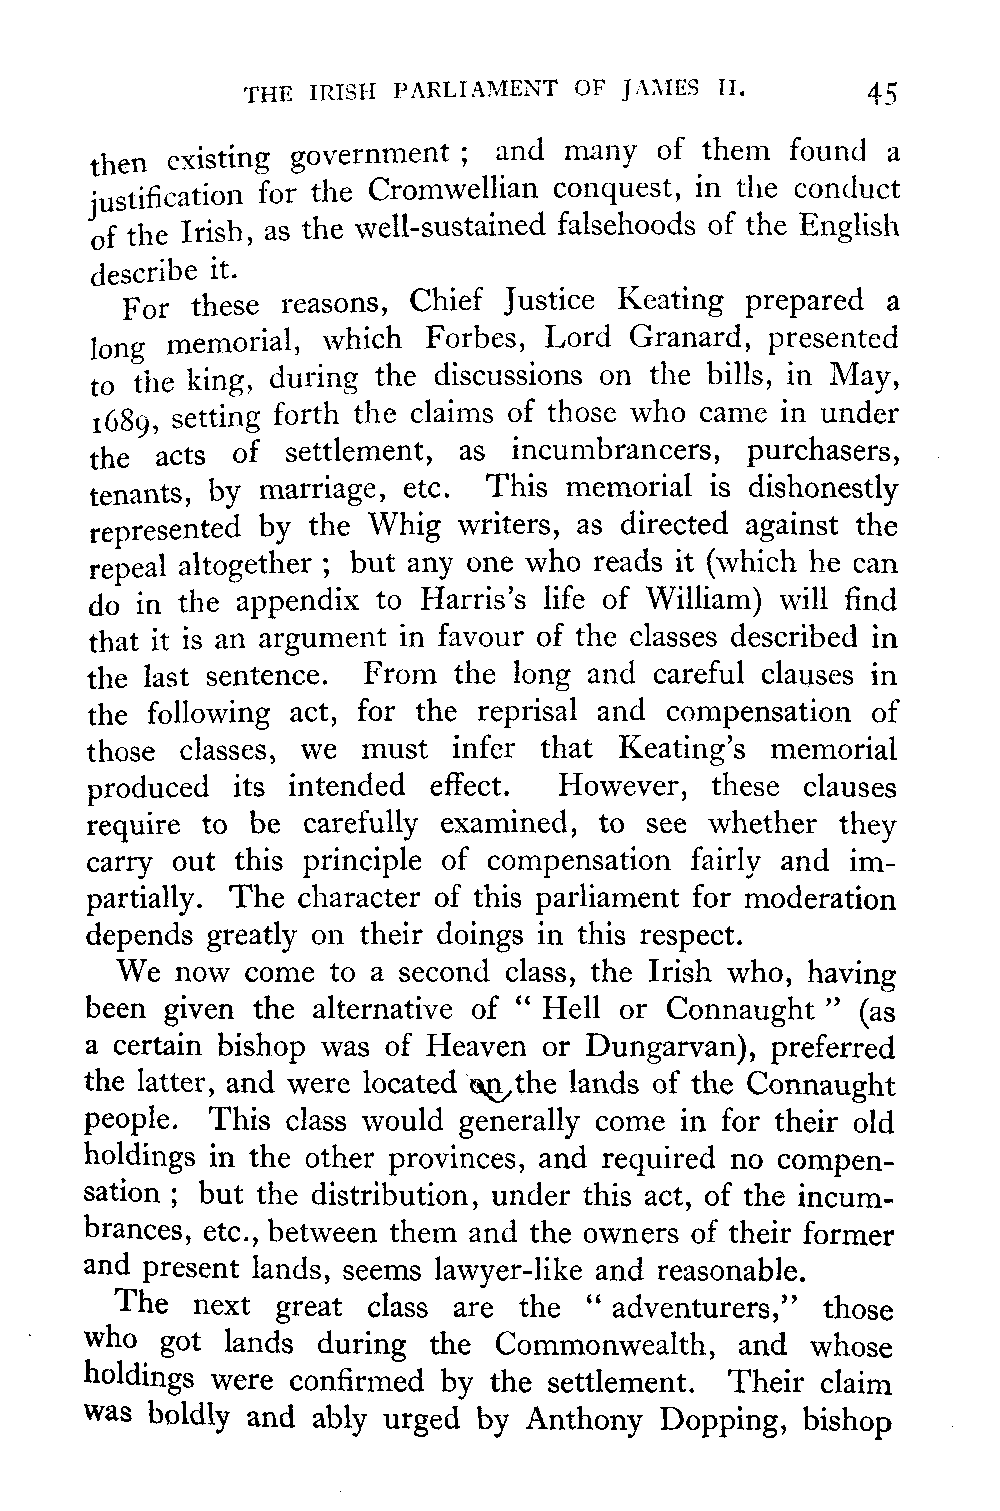 THE IRISH PARLIAMENT OF JAMES II. 45
then existing government ; and many of them found a
justification for the Cromwellian conquest, in the conduct
of the Irish, as the well-sustained falsehoods of the English
describe it.
For these reasons, Chief Justice Keating prepared a
long memorial, which Forbes, Lord Granard, presented
to the king, during the discussions on the bills, in May,
1689, setting forth the claims of those who came in under
the acts of settlement, as incumbrancers, purchasers,
tenants, by marriage, etc. This memorial is dishonestly
represented by the Whig writers, as directed against the
repeal altogether ; but any one who reads it (which he can
do in the appendix to Harris's life of William) will find
that it is an argument in favour of the classes described in
the last sentence. From the long and careful clauses in
the following act, for the reprisal and compensation of
those classes, we must infer that Keating's memorial
produced its intended effect. However, these clauses
require to be carefully examined, to see whether they
carry out this principle of compensation fairly and im-
partially. The character of this parliament for moderation
depends greatly on their doings in this respect.
We now come to a second class, the Irish who, having
been given the alternative of " Hell or Connaught " (as
a certain bishop was of Heaven or Dungarvan), preferred
the latter, and were located on the lands of the Connaught
people. This class would generally come in for their old
holdings in the other provinces, and required no compen-
sation ; but the distribution, under this act, of the incum-
brances, etc., between them and the owners of their former
and present lands, seems lawyer-like and reasonable.
The next great class are the " adventurers," those
who got lands during the Commonwealth, and whose
holdings were confirmed by the settlement. Their claim
was boldly and ably urged by Anthony Dopping, bishop